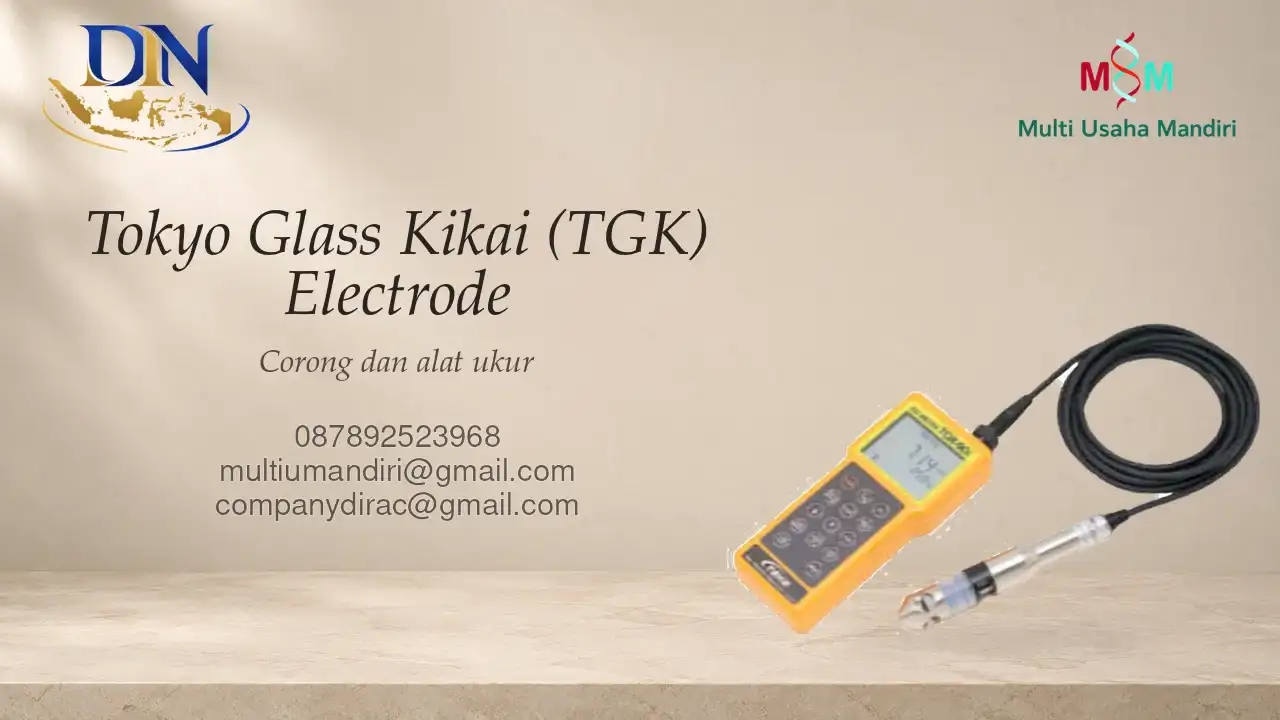 DN
M M
Multi Usaha Mandiri
Tokyo Glass Kikai (TGK)
Electrode
Corong dan alat ukur
087892523968
multiumandiri@gmail.com
companydirac@gmail.com